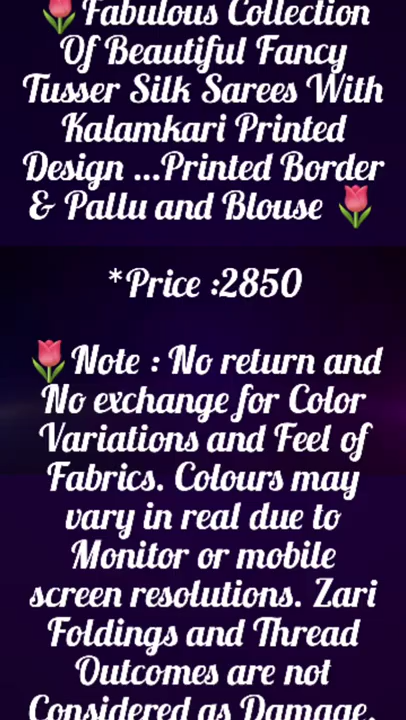 🌷Fabulous Collection
Of Beautiful Fancy
Tusser Silk Sarees With
Kalamkari Printed
Design ...Printed Border
& Pallu and Blouse 🌷
*Price :2850
🌷Note : No return and
No exchange for Color
Variations and Feel of
Fabrics. Colours may
vary in real due to
Monitor or mobile
screen resolutions. Zari
Foldings and Thread
Outcomes are not
Considered as Damage.